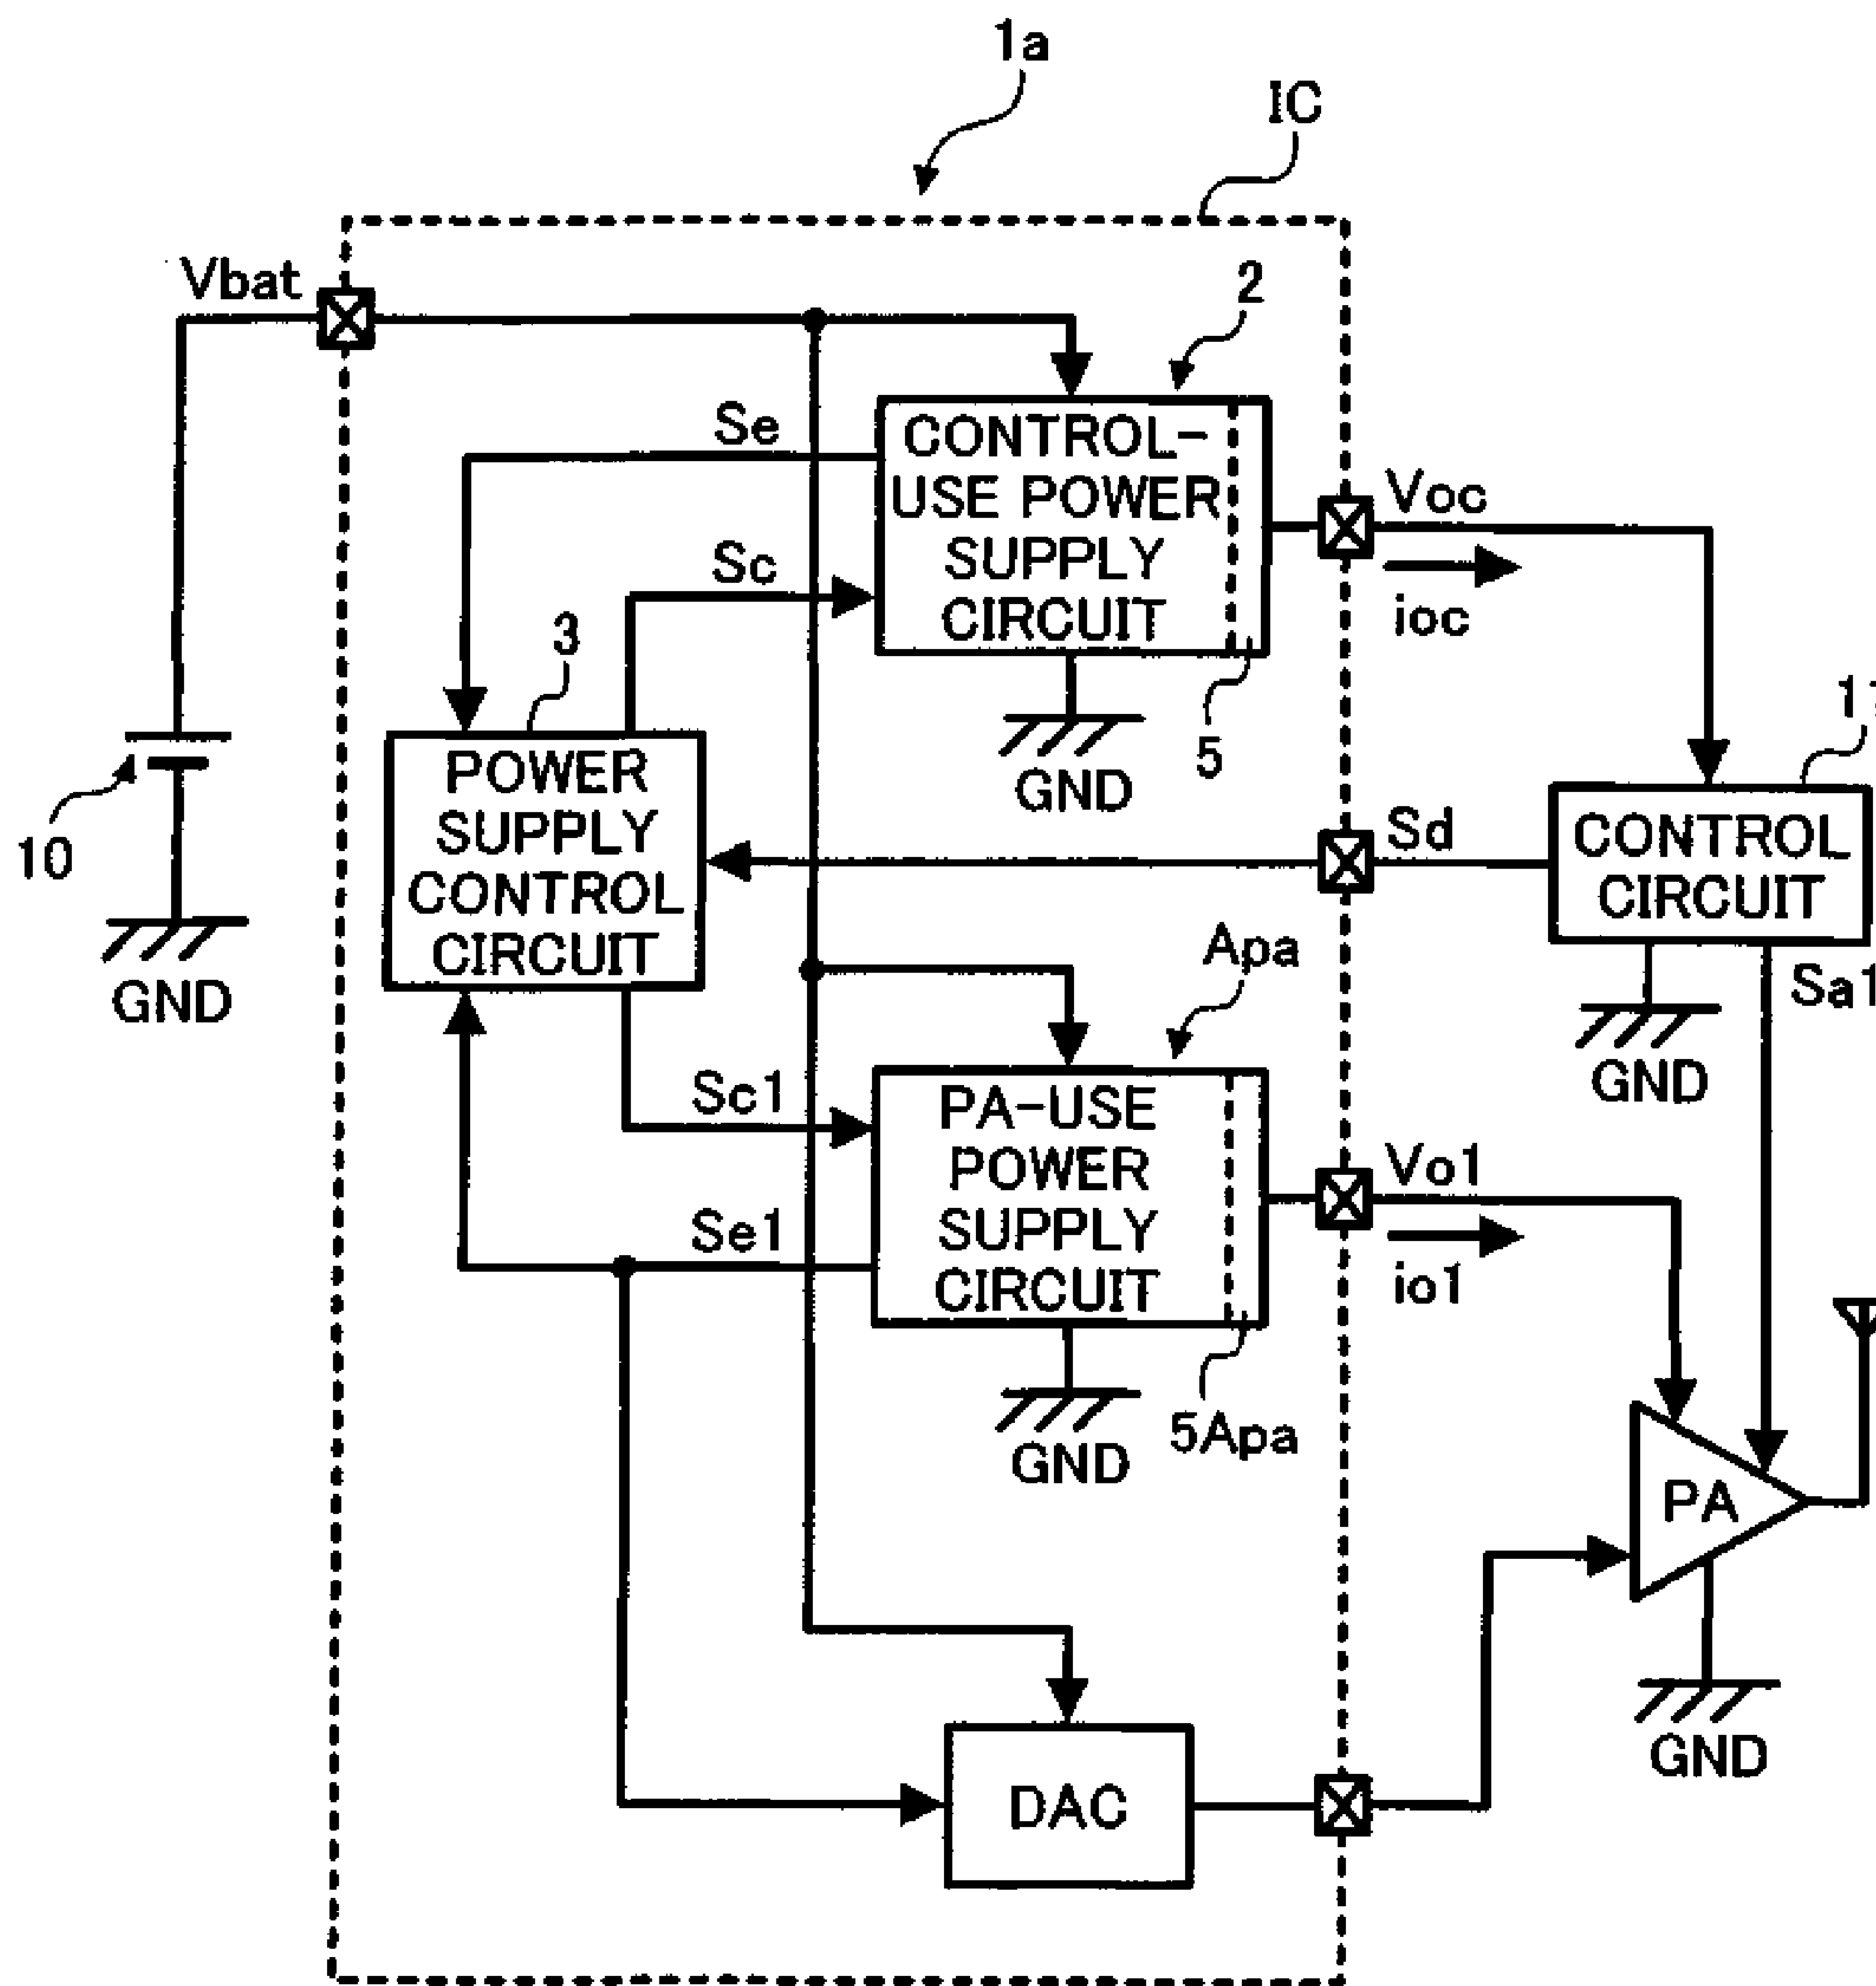 1a
IC
Vbat
2
Se
CONTROL-
USE POWER
SUPPLY
CIRCUIT
Voc
Sc
ioc
3
5
GND
POWER
SUPPLY
CONTROL
CIRCUIT
10
GND
Sd
CONTROL
CIRCUIT
Apa
Sa1
GND
Sc1
PA-USE
POWER
SUPPLY
CIRCUIT
Vo1
Se1
io1
5Apa
GND
PA
GND
DAC